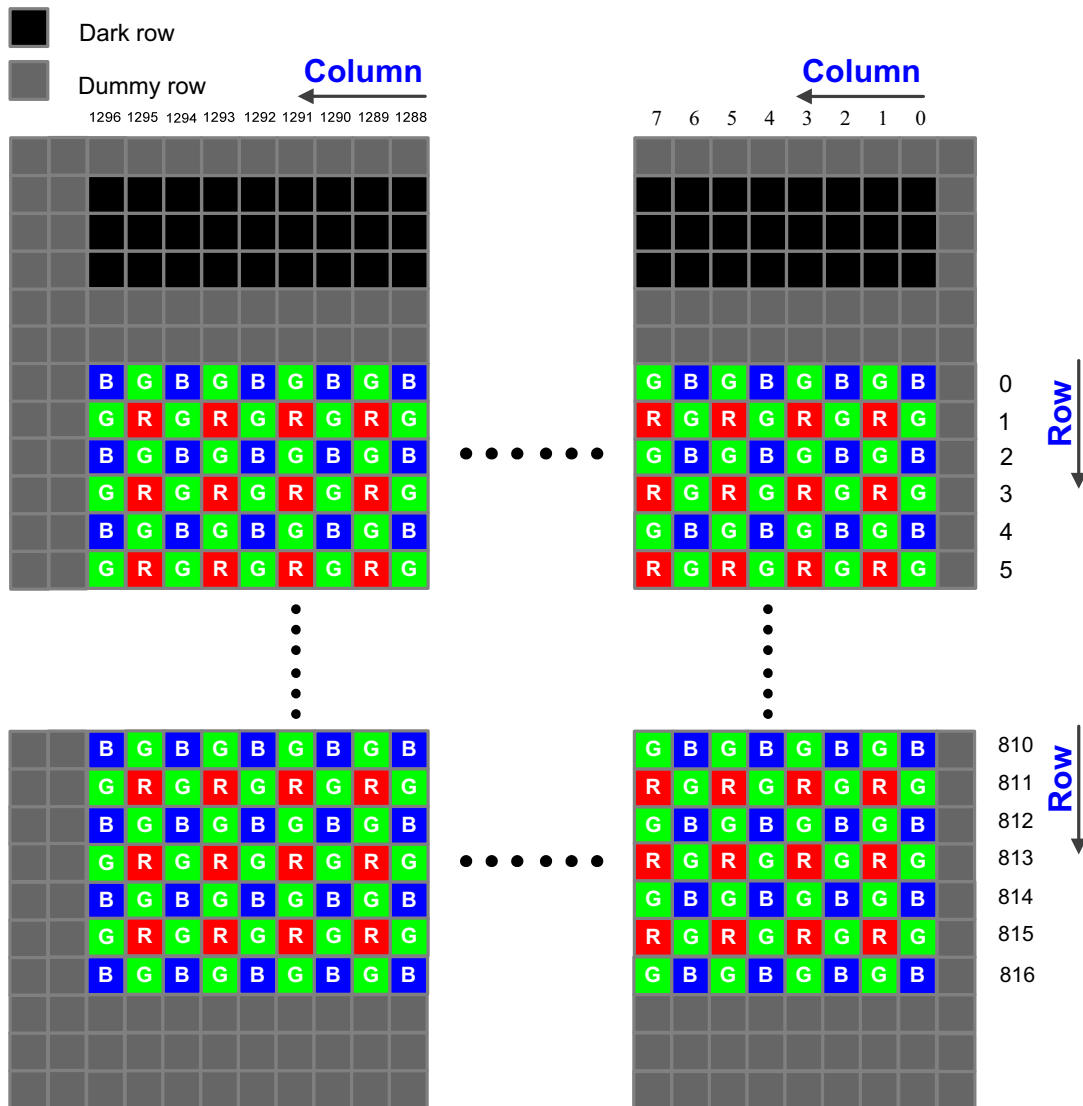 Dark row
Dummy row
Column
Column
1296 1295 1294 1293 1292 1291 1290 1289 1288
7 6 5 4 3 2 1 0
B G B G B G B G B G B G B G B G B 0
G R G R G R G R G R G R G R G R G 1
B G B G B G B G B G B G B G B G B 2
G R G R G R G R G R G R G R G R G 3
B G B G B G B G B G B G B G B G B 4
G R G R G R G R G R G R G R G R G 5
Row
B G B G B G B G B G B G B G B G B 810
G R G R G R G R G R G R G R G R G 811
B G B G B G B G B G B G B G B G B 812
G R G R G R G R G R G R G R G R G 813
B G B G B G B G B G B G B G B G B 814
G R G R G R G R G R G R G R G R G 815
B G B G B G B G B G B G B G B G B 816
Row